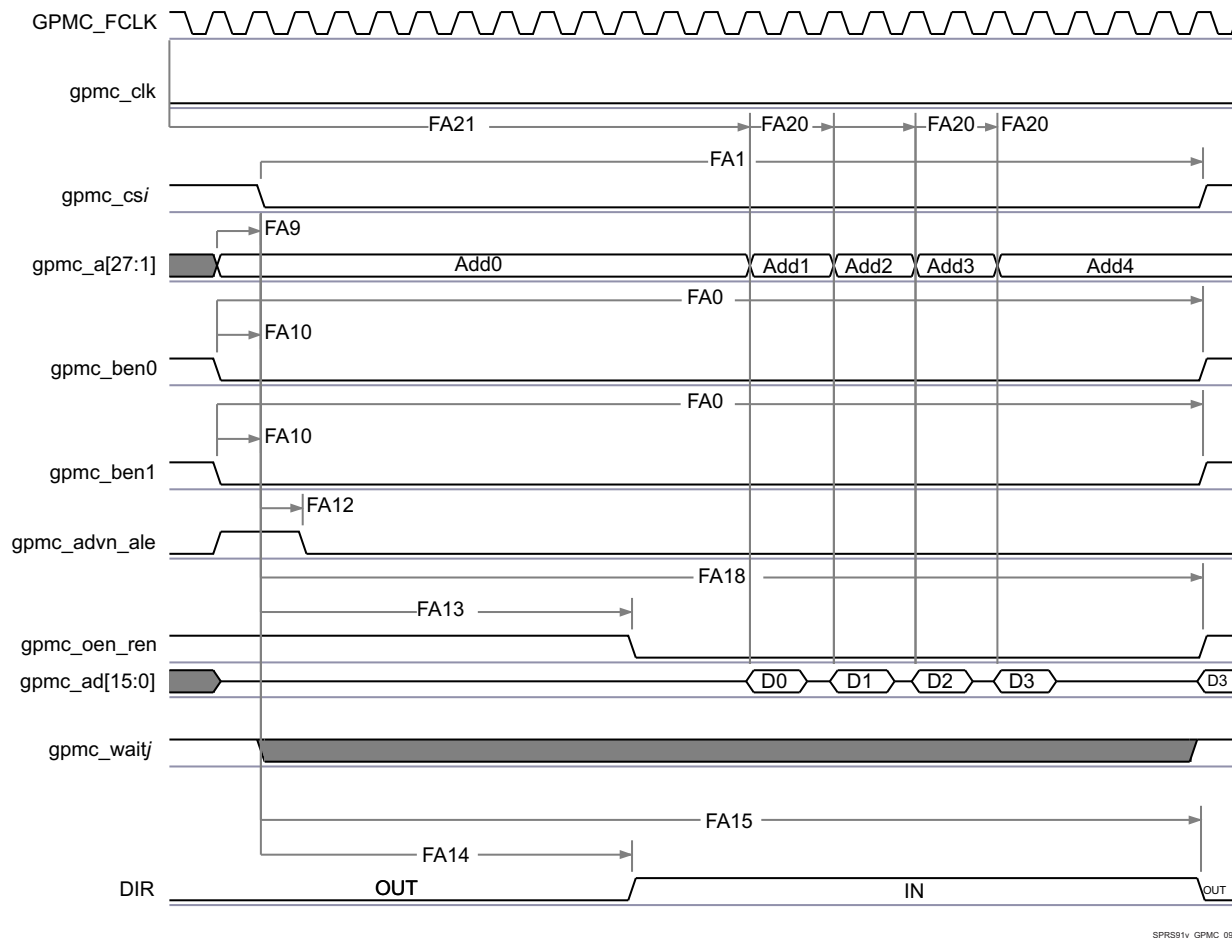 GPMC_FCLK
gpmc_clk
FA21 FA20 FA20 FA20
FA1
gpmc_csi
FA9
gpmc_a[27:1] Add0 Add1 Add2 Add3 Add4
FA0
FA10
gpmc_ben0
FA0
FA10
gpmc_ben1
FA12
gpmc_advn_ale
FA18
FA13
gpmc_oen_ren
gpmc_ad[15:0] D0 D1 D2 D3 D3
gpmc_waitj
FA15
FA14
DIR OUT IN OUT
SPRS91v_GPMC_09